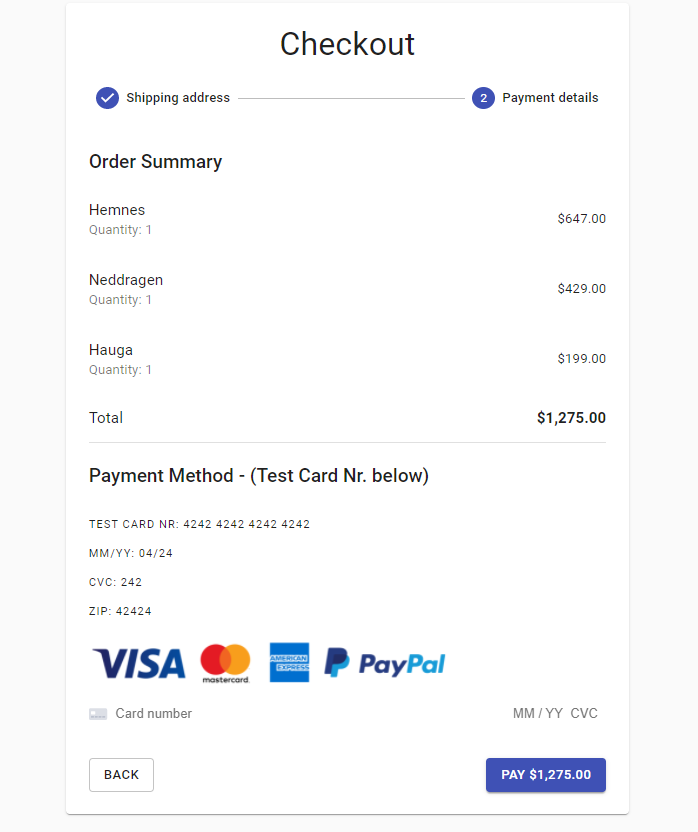 Checkout
Shipping address
2 Payment details
Order Summary
Hemnes
Quantity: 1
$647.00
Neddragen
Quantity: 1
$429.00
Hauga
Quantity: 1
$199.00
Total $1,275.00
Payment Method - (Test Card Nr. below)
TEST CARD NR: 4242 4242 4242 4242
MM/YY: 04/24
CVC: 242
ZIP: 42424
VISA mastercard. AMERICAN EXPRESS P PayPal
Card number MM / YY CVC
BACK PAY $1,275.00